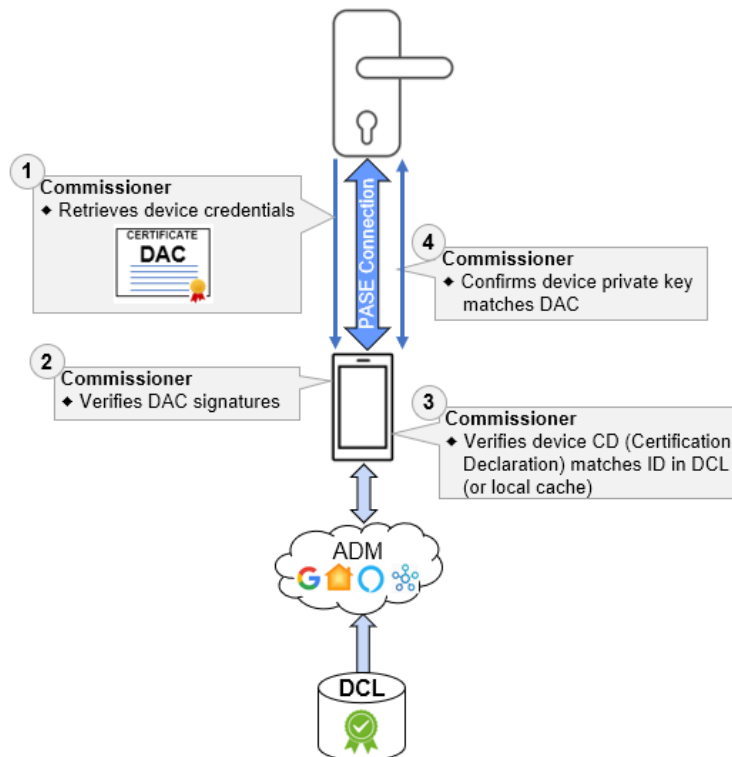 1
Commissioner
◆ Retrieves device credentials
CERTIFICATE
DAC
PASE Connection
4
Commissioner
◆ Confirms device private key
matches DAC
2
Commissioner
◆ Verifies DAC signatures
3
Commissioner
◆ Verifies device CD (Certification
Declaration) matches ID in DCL
(or local cache)
ADM
G
DCL